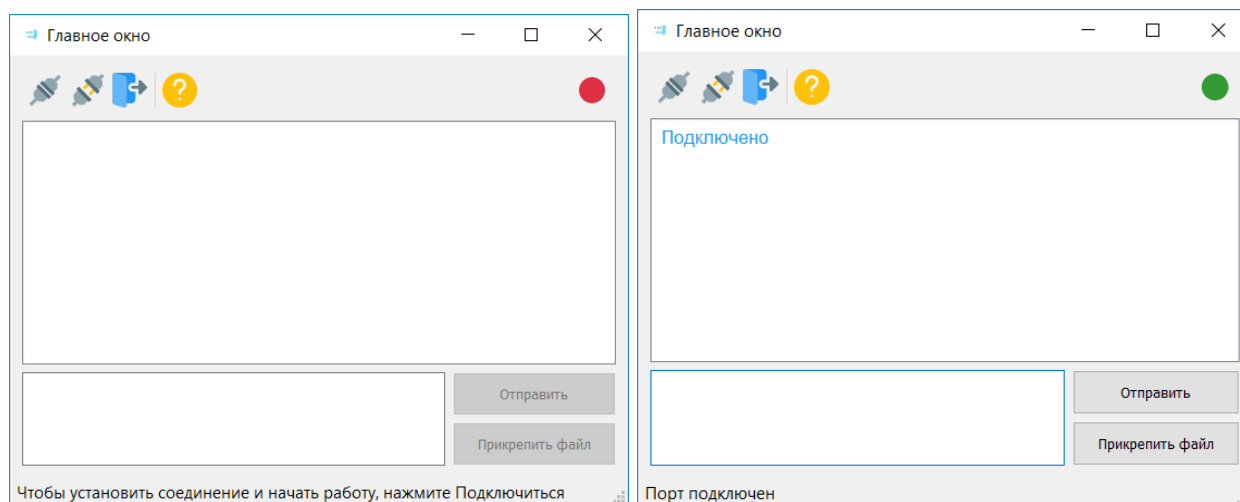 Главное окно
?
Отправить
Прикрепить файл
Чтобы установить соединение и начать работу, нажмите Подключиться
Главное окно
?
Подключено
Отправить
Прикрепить файл
Порт подключен